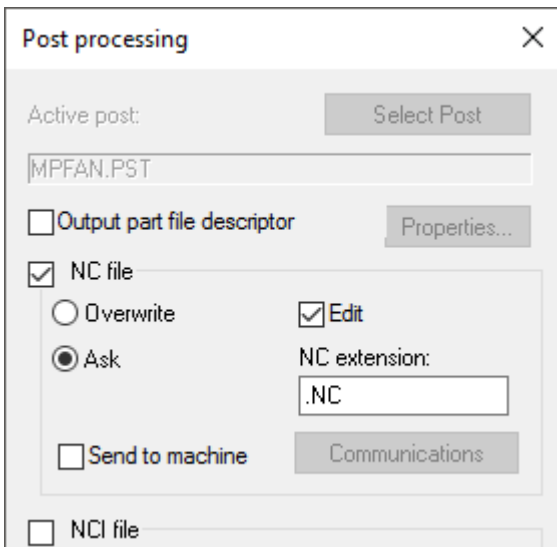 Post processing
Active post:
Select Post
MPFAN.PST
Output part file descriptor
Properties...
NC file
Overwrite
Edit
Ask
NC extension:
.NC
Send to machine
Communications
NCI file